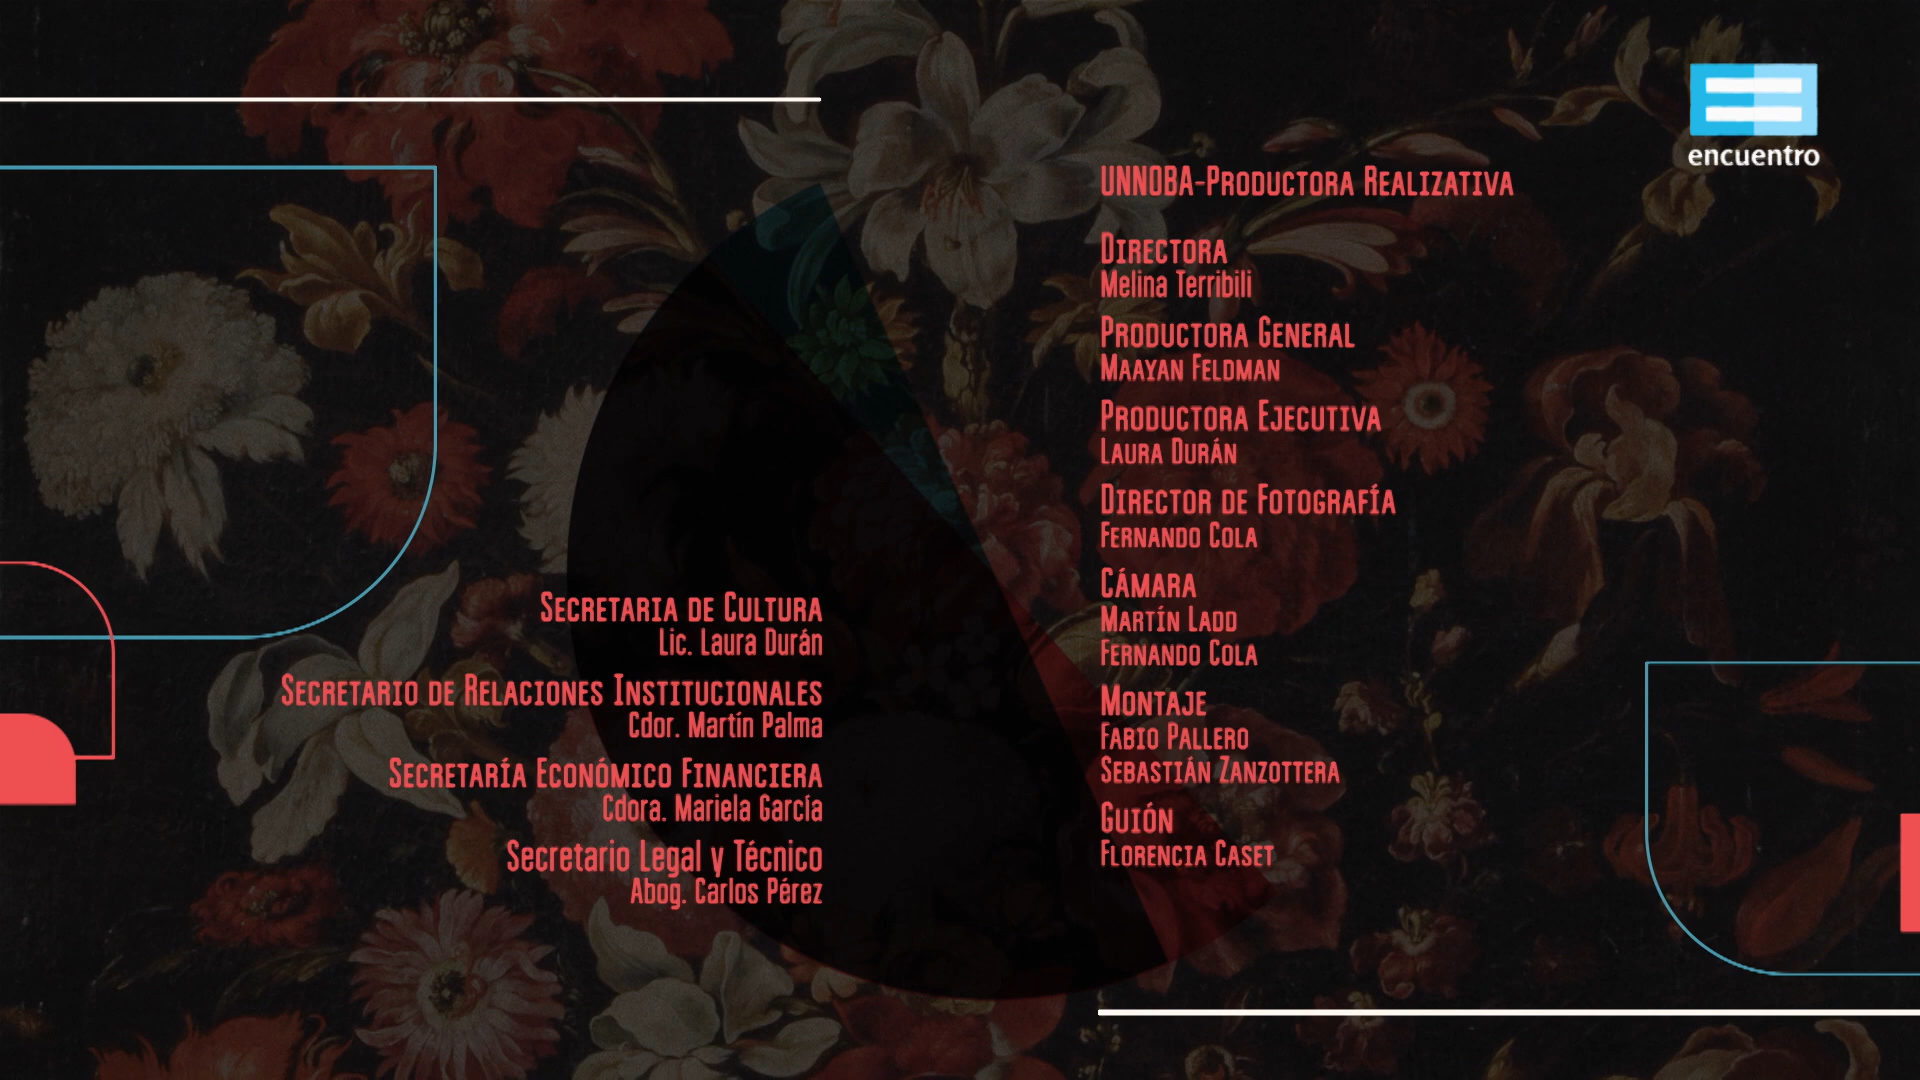 encuentro
Secretaria de Cultura
Lic. Laura Durán
Secretario de Relaciones Institucionales
Cdor. Martín Palma
Secretaría Económico Financiera
Cdora. Mariela García
Secretario Legal y Técnico
Abog. Carlos Pérez
UNNOBA-Productora Realizativa
Directora
Melina Terribili
Productora General
Maayan Feldman
Productora Ejecutiva
Laura Durán
Director de Fotografía
Fernando Cola
Cámara
Martín Ladd
Fernando Cola
Montaje
Fabio Pallero
Sebastián Zanzottera
Guión
Florencia Caset